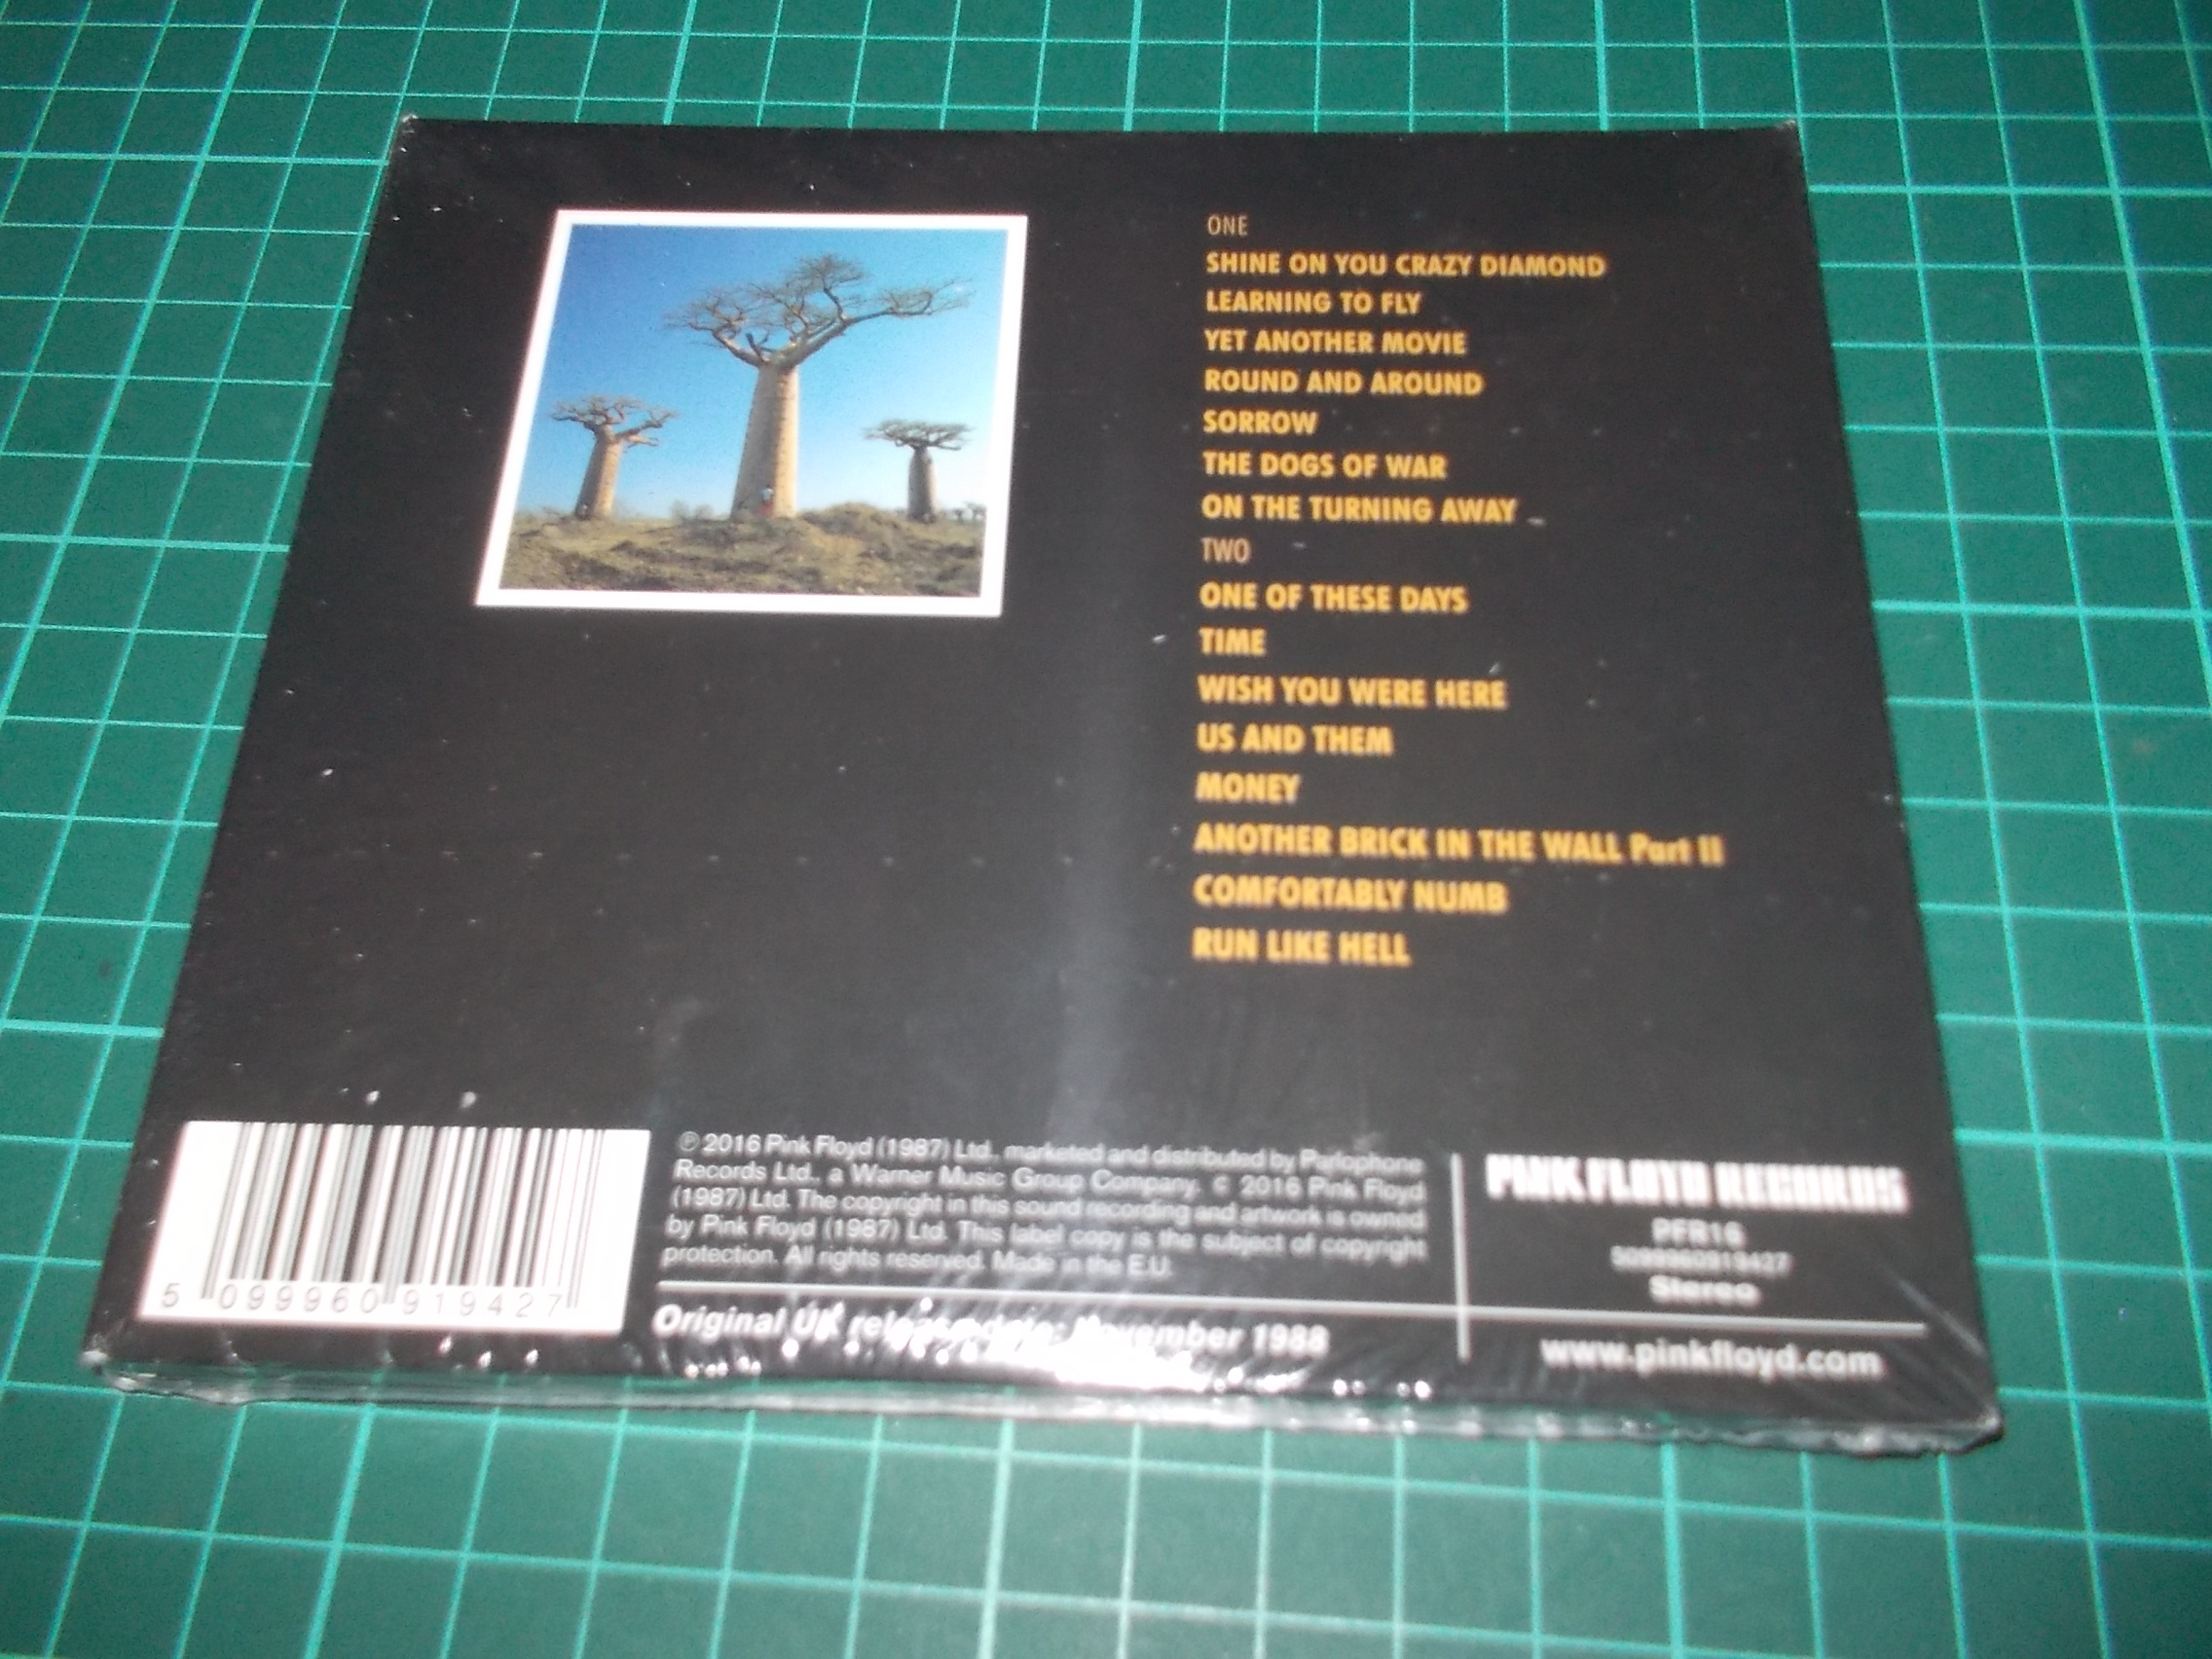 ONE
SHINE ON YOU CRAZY DIAMOND
LEARNING TO FLY
YET ANOTHER MOVIE
ROUND AND AROUND
SORROW
THE DOGS OF WAR
ON THE TURNING AWAY
TWO
ONE OF THESE DAYS
TIME
WISH YOU WERE HERE
US AND THEM
MONEY
ANOTHER BRICK IN THE WALL Part II
COMFORTABLY NUMB
RUN LIKE HELL
5 099960 919427
℗ 2016 Pink Floyd (1987) Ltd., marketed and distributed by Parlophone
Records Ltd., a Warner Music Group Company. © 2016 Pink Floyd
(1987) Ltd. The copyright in this sound recording and artwork is owned
by Pink Floyd (1987) Ltd. This label copy is the subject of copyright
protection. All rights reserved. Made in the E.U.
Original UK release date: November 1988
PINK FLOYD RECORDS
PFR16
5099960919427
Stereo
www.pinkfloyd.com